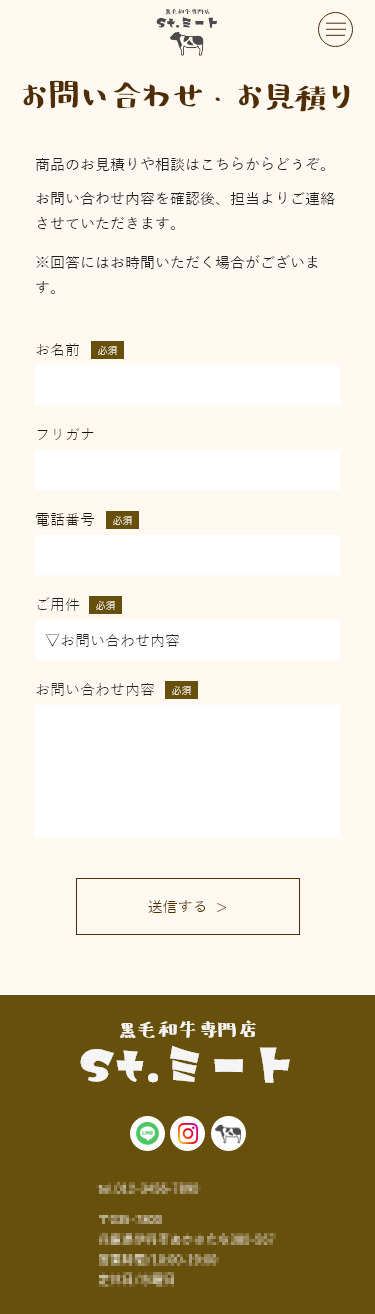 黒毛和牛専門店
St.ミート
お問い合わせ・お見積り
商品のお見積りや相談はこちらからどうぞ。
お問い合わせ内容を確認後、担当よりご連絡
させていただきます。
※回答にはお時間いただく場合がございま
す。
お名前 必須
フリガナ
電話番号 必須
ご用件 必須
▽お問い合わせ内容
お問い合わせ内容 必須
送信する >
黒毛和牛専門店
St.ミート
LINE